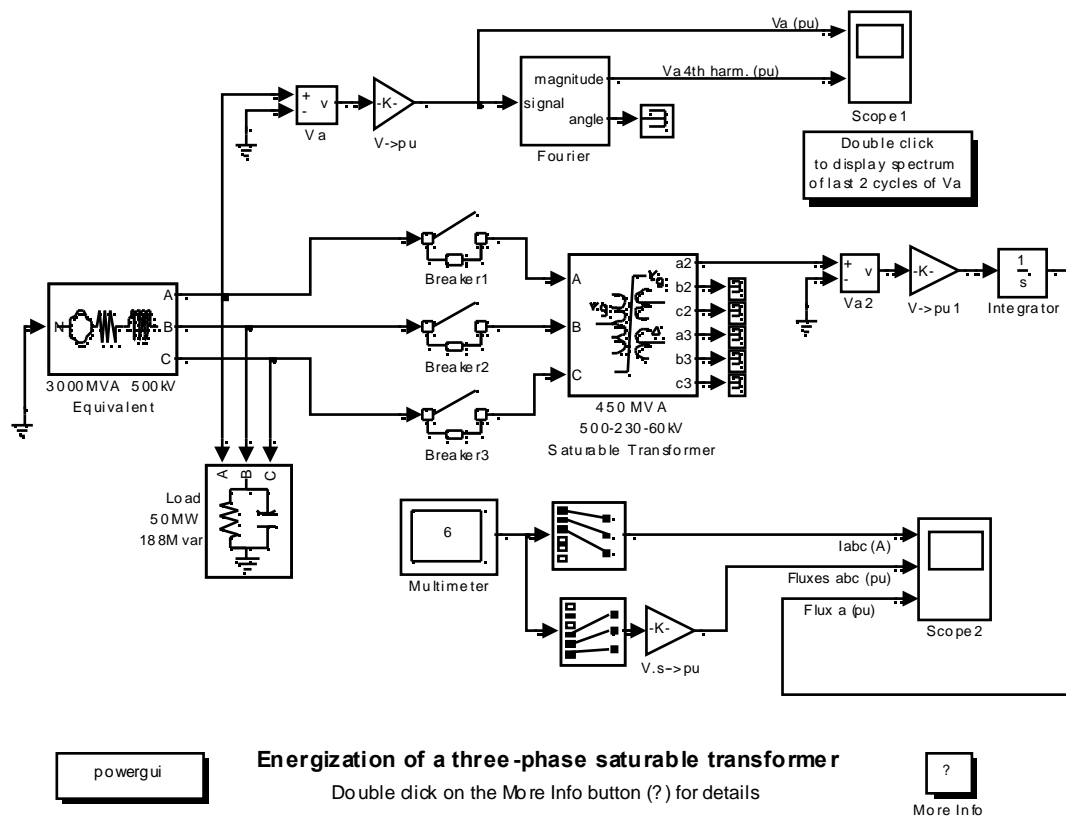 Va (pu)
Va 4th harm. (pu)
magnitude
signal
angle
Fourier
Scope1
+
-
v
Va
-K-
V->pu
Double click
to display spectrum
of last 2 cycles of Va
Breaker1
Breaker2
Breaker3
N
A
B
C
3000MVA 500kV
Equivalent
A
B
C
Yg
Yg
Δ
a2
b2
c2
a3
b3
c3
450 MVA
500-230-60kV
Saturable Transformer
+
-
v
Va2
-K-
V->pu1
1
s
Integrator
A
B
C
Load
50MW
188Mvar
6
Multimeter
Iabc (A)
Fluxes abc (pu)
Flux a (pu)
-K-
V.s->pu
Scope2
powergui
Energization of a three-phase saturable transformer
Double click on the More Info button (?) for details
?
More Info